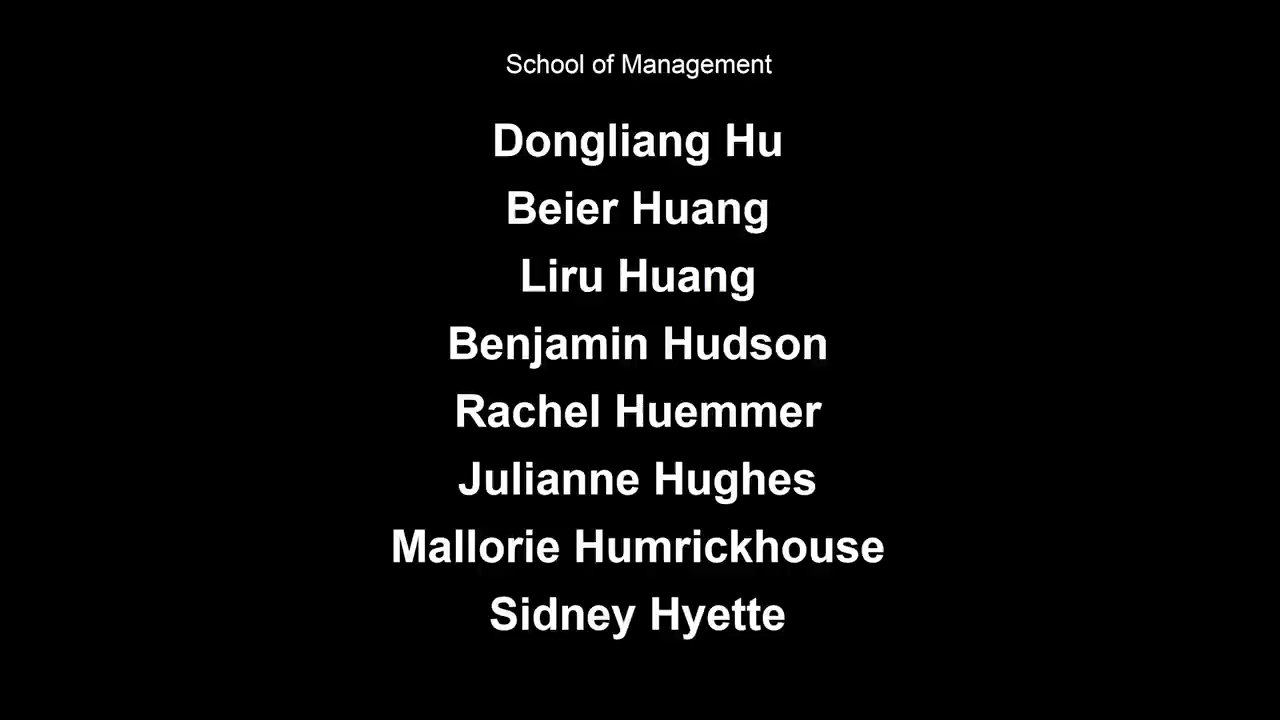 School of Management
Dongliang Hu
Beier Huang
Liru Huang
Benjamin Hudson
Rachel Huemmer
Julianne Hughes
Mallorie Humrickhouse
Sidney Hyette